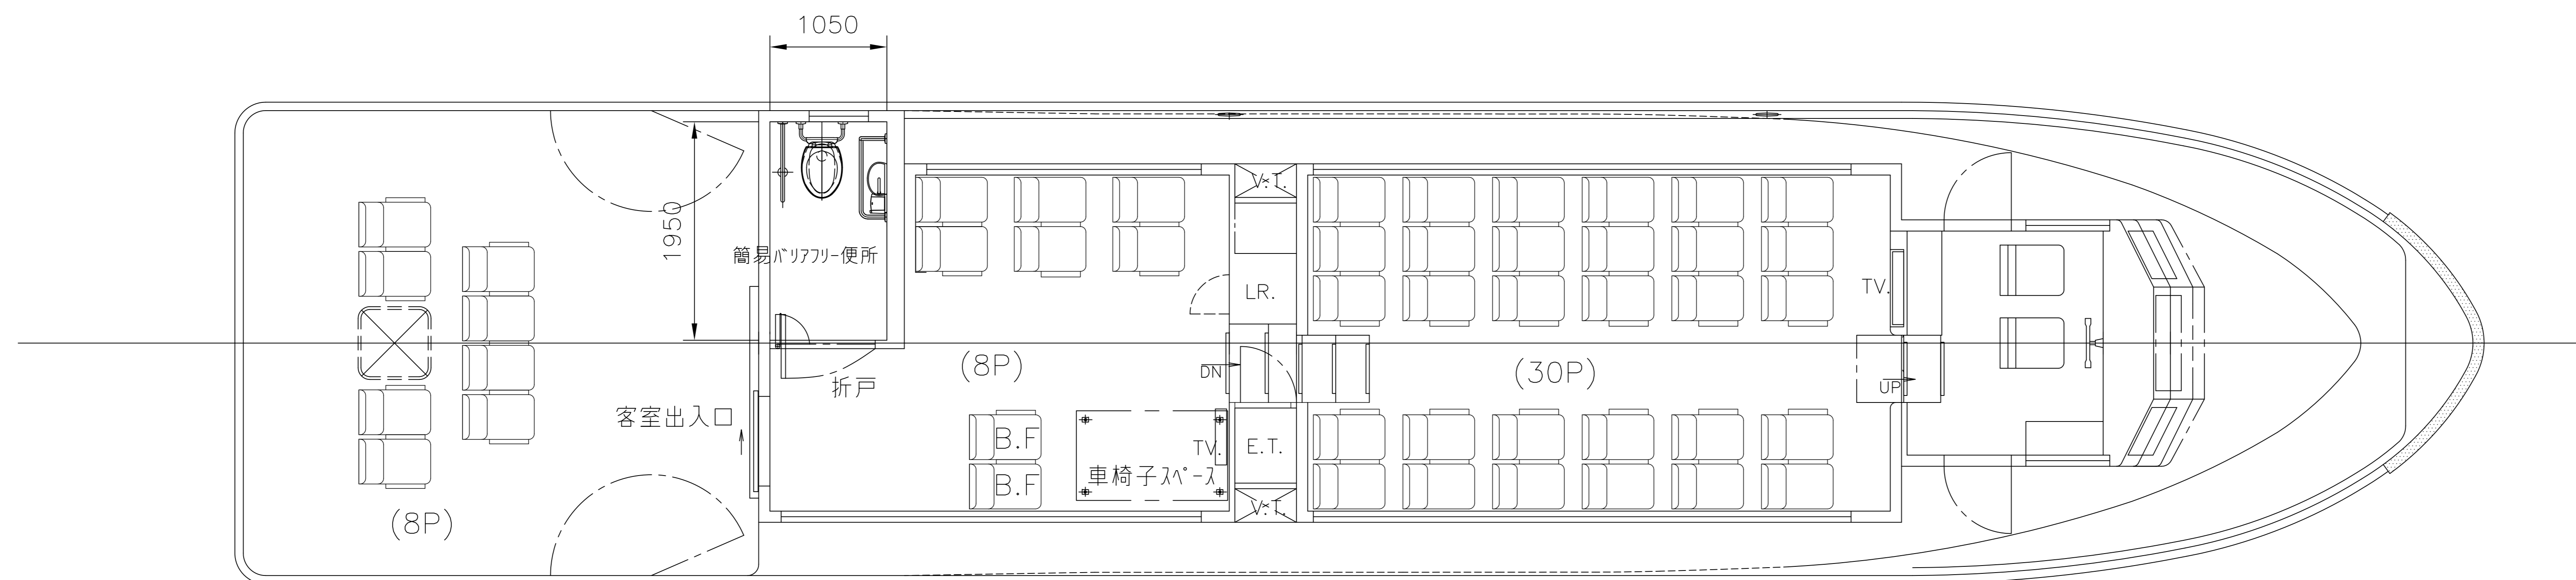 1050
1950
簡易バリアフリー便所
V.T.
LR.
TV.
(8P)
DN
(30P)
UP
折戸
客室出入口
B.F
TV.
E.T.
車椅子スペース
B.F
V.T.
(8P)